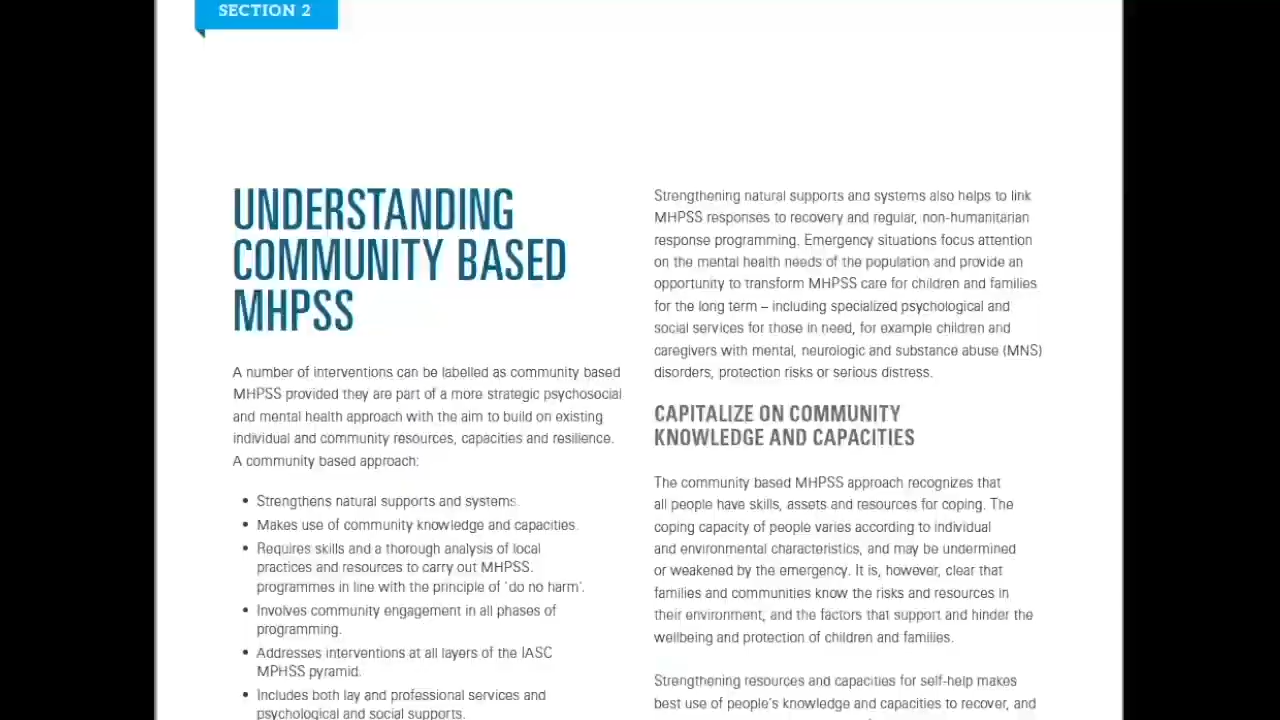 SECTION 2
UNDERSTANDING
COMMUNITY BASED
MHPSS
A number of interventions can be labelled as community based
MHPSS provided they are part of a more strategic psychosocial
and mental health approach with the aim to build on existing
individual and community resources, capacities and resilience.
A community based approach:
• Strengthens natural supports and systems.
• Makes use of community knowledge and capacities.
• Requires skills and a thorough analysis of local
practices and resources to carry out MHPSS.
programmes in line with the principle of 'do no harm'.
• Involves community engagement in all phases of
programming.
• Addresses interventions at all layers of the IASC
MPHSS pyramid.
• Includes both lay and professional services and
psychological and social supports.
Strengthening natural supports and systems also helps to link
MHPSS responses to recovery and regular, non-humanitarian
response programming. Emergency situations focus attention
on the mental health needs of the population and provide an
opportunity to transform MHPSS care for children and families
for the long term – including specialized psychological and
social services for those in need, for example children and
caregivers with mental, neurologic and substance abuse (MNS)
disorders, protection risks or serious distress.
CAPITALIZE ON COMMUNITY
KNOWLEDGE AND CAPACITIES
The community based MHPSS approach recognizes that
all people have skills, assets and resources for coping. The
coping capacity of people varies according to individual
and environmental characteristics, and may be undermined
or weakened by the emergency. It is, however, clear that
families and communities know the risks and resources in
their environment, and the factors that support and hinder the
wellbeing and protection of children and families.
Strengthening resources and capacities for self-help makes
best use of people's knowledge and capacities to recover, and